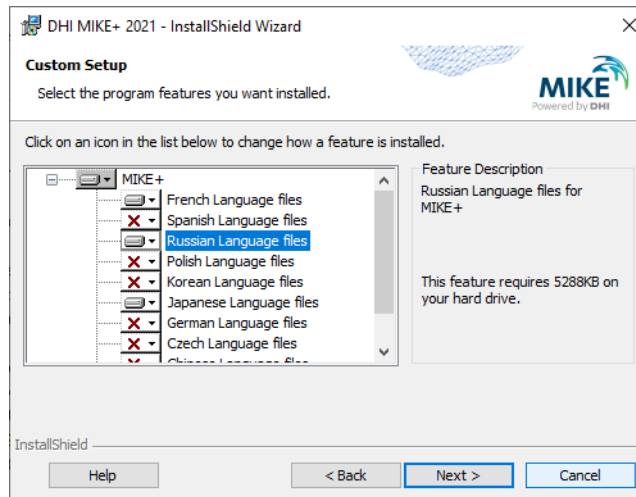 DHI MIKE+ 2021 - InstallShield Wizard
Custom Setup
Select the program features you want installed.
MIKE
Powered by DHI
Click on an icon in the list below to change how a feature is installed.
MIKE+
French Language files
Spanish Language files
Russian Language files
Polish Language files
Korean Language files
Japanese Language files
German Language files
Czech Language files
Chinese Language files
Feature Description
Russian Language files for
MIKE+
This feature requires 5288KB on
your hard drive.
InstallShield
Help
< Back
Next >
Cancel